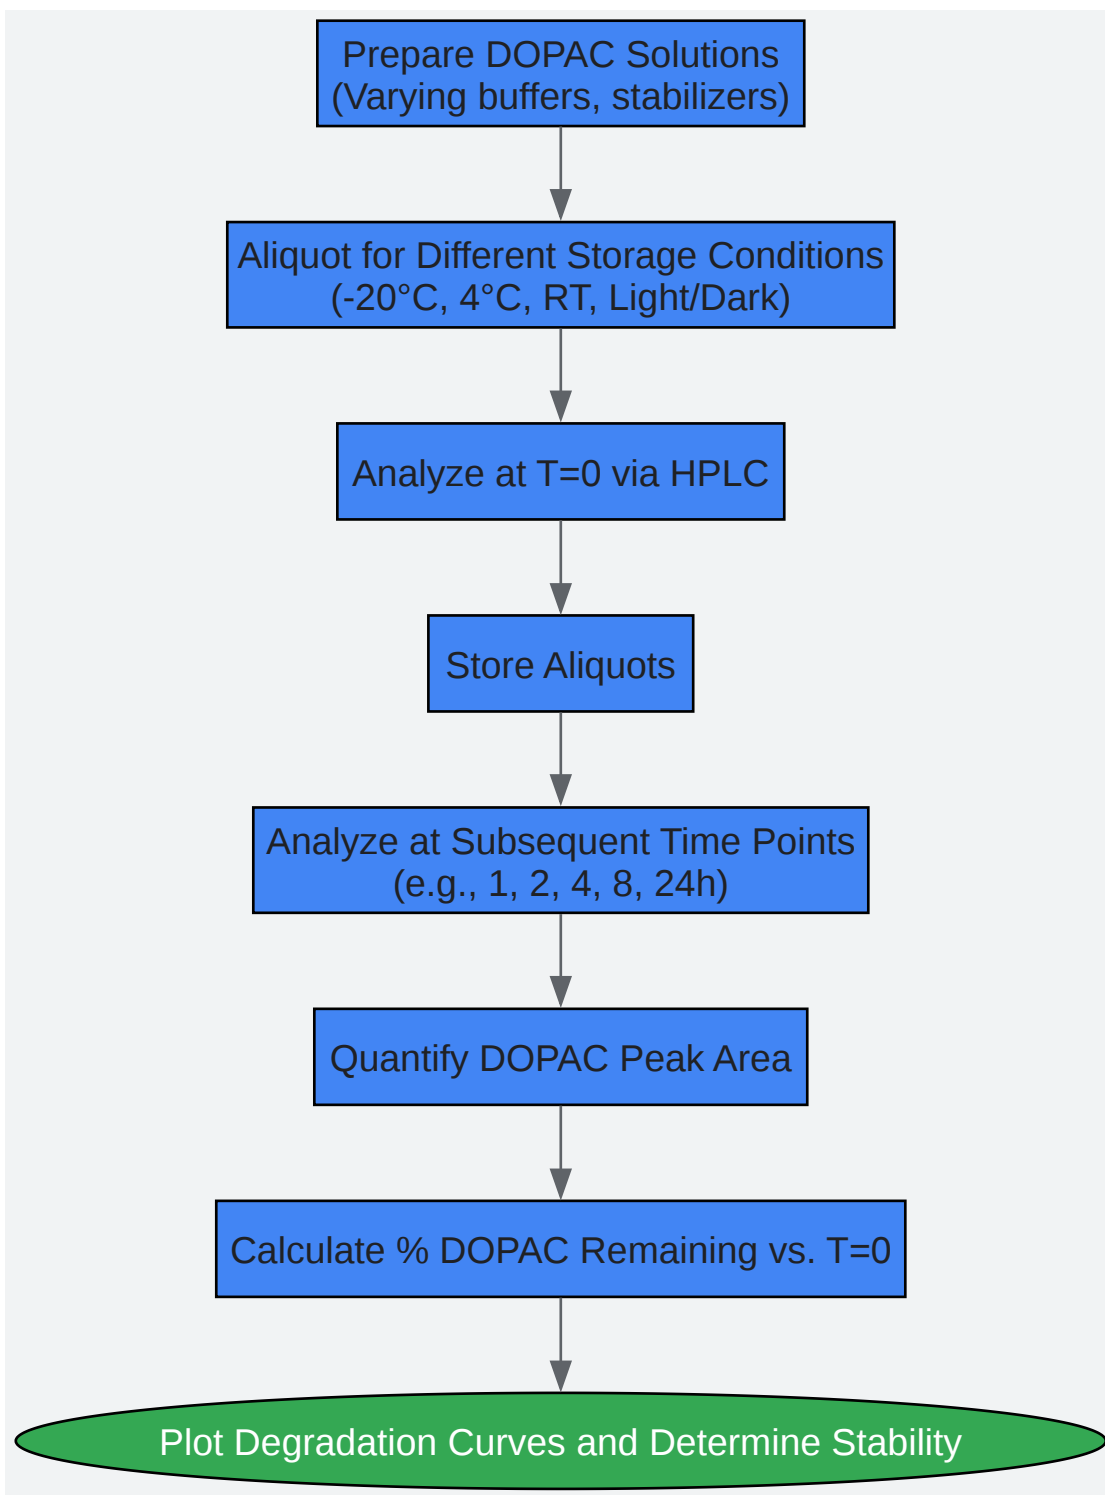 Prepare DOPAC Solutions
(Varying buffers, stabilizers)
Aliquot for Different Storage Conditions
(-20°C, 4°C, RT, Light/Dark)
Analyze at T=0 via HPLC
Store Aliquots
Analyze at Subsequent Time Points
(e.g., 1, 2, 4, 8, 24h)
Quantify DOPAC Peak Area
Calculate % DOPAC Remaining vs. T=0
Plot Degradation Curves and Determine Stability